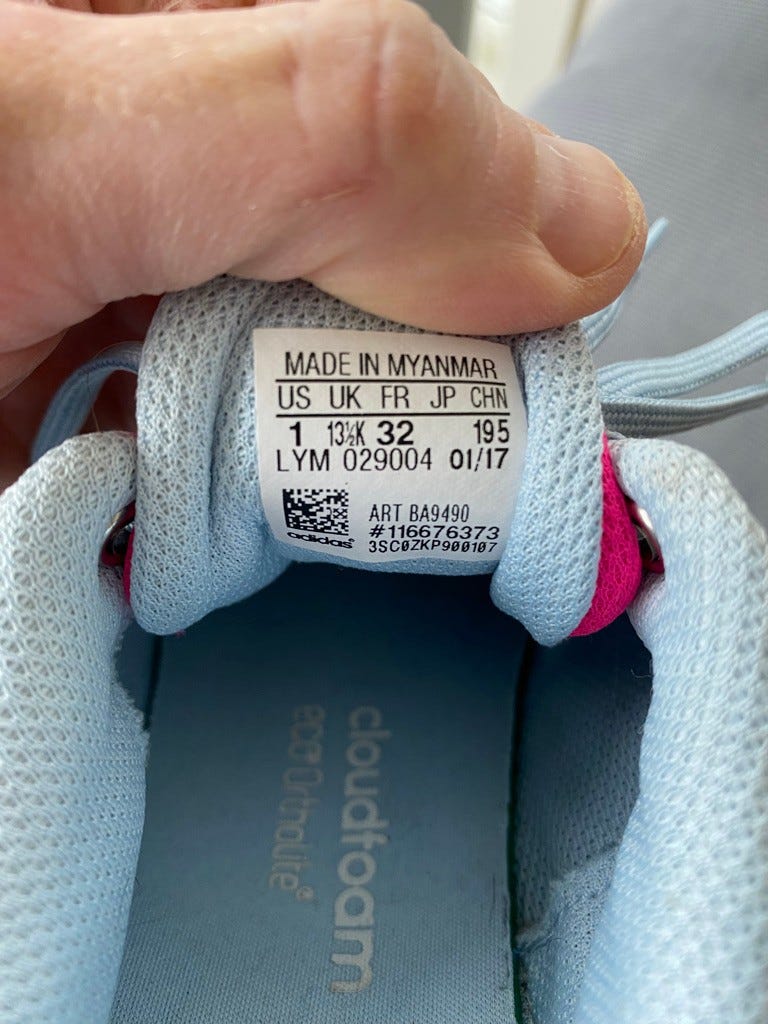 MADE IN MYANMAR
US UK FR JP CHN
1 13½K 32 195
LYM 029004 01/17
ART BA9490
#116676373
adidas® 3SC0ZKP900107
cloudfoam
eco Ortholite®